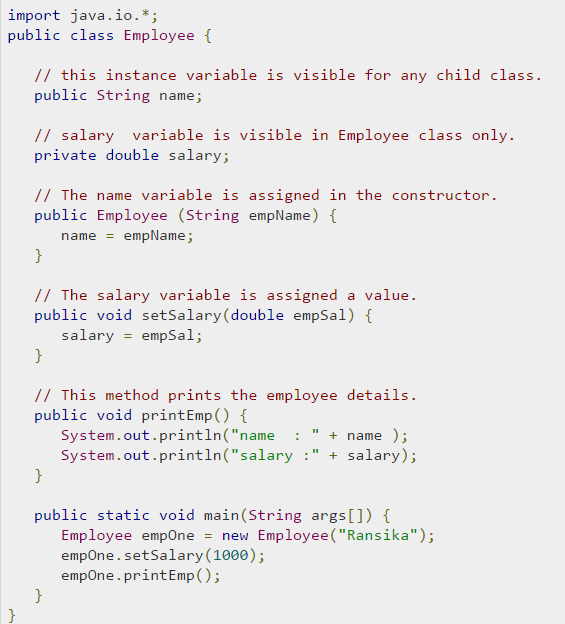 import java.io.*;
public class Employee {
// this instance variable is visible for any child class.
public String name;
// salary  variable is visible in Employee class only.
private double salary;
// The name variable is assigned in the constructor.
public Employee (String empName) {
name = empName;
}
// The salary variable is assigned a value.
public void setSalary(double empSal) {
salary = empSal;
}
// This method prints the employee details.
public void printEmp() {
System.out.println("name  : " + name );
System.out.println("salary :" + salary);
}
public static void main(String args[]) {
Employee empOne = new Employee("Ransika");
empOne.setSalary(1000);
empOne.printEmp();
}
}